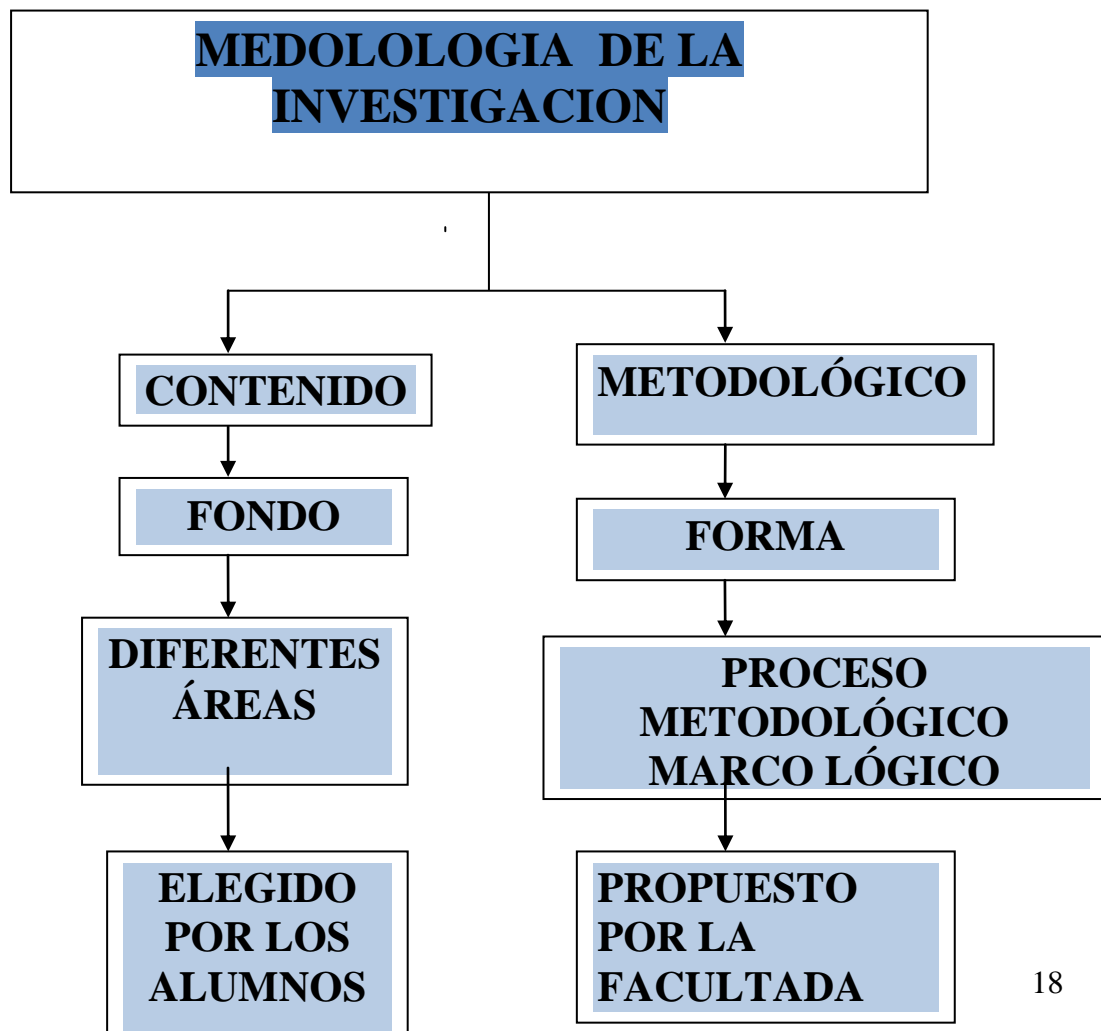 MEDOLOLOGIA DE LA
INVESTIGACION
CONTENIDO
FONDO
DIFERENTES
ÁREAS
ELEGIDO
POR LOS
ALUMNOS
METODOLÓGICO
FORMA
PROCESO
METODOLÓGICO
MARCO LÓGICO
PROPUESTO
POR LA
FACULTADA
18